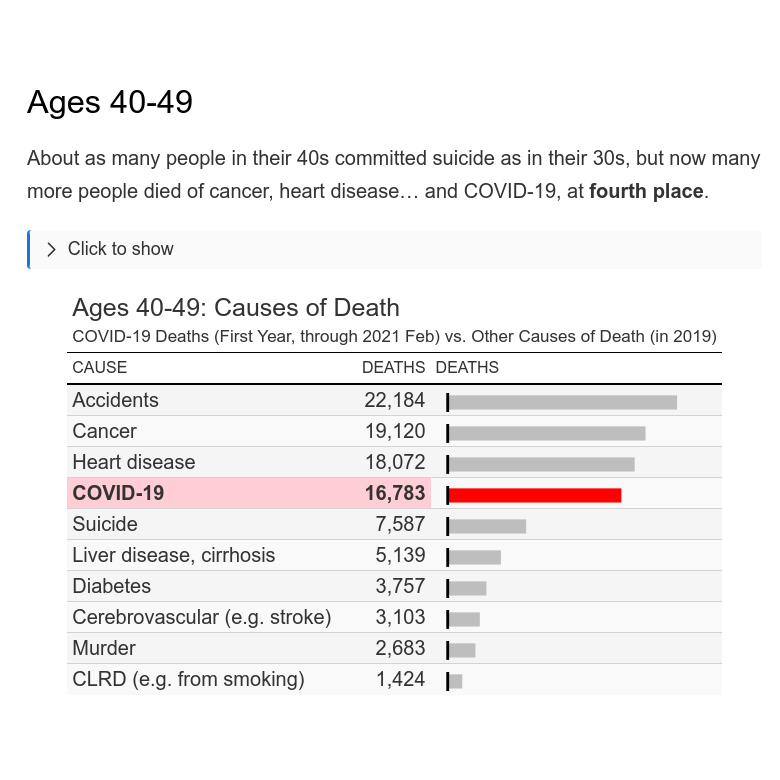 Ages 40-49
About as many people in their 40s committed suicide as in their 30s, but now many
more people died of cancer, heart disease… and COVID-19, at fourth place.
Click to show
Ages 40-49: Causes of Death
COVID-19 Deaths (First Year, through 2021 Feb) vs. Other Causes of Death (in 2019)
CAUSE DEATHS DEATHS
Accidents 22,184
Cancer 19,120
Heart disease 18,072
COVID-19 16,783
Suicide 7,587
Liver disease, cirrhosis 5,139
Diabetes 3,757
Cerebrovascular (e.g. stroke) 3,103
Murder 2,683
CLRD (e.g. from smoking) 1,424